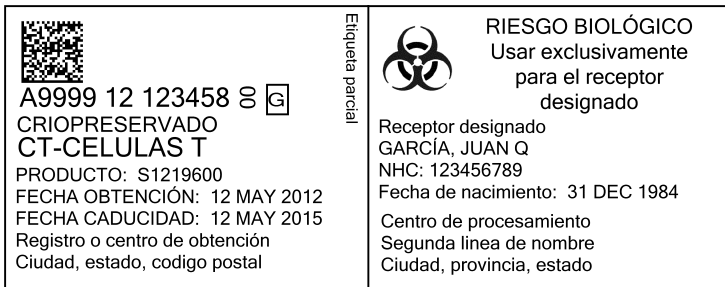 A9999 12 123458 00 G
CRIOPRESERVADO
CT-CELULAS T
PRODUCTO: S1219600
FECHA OBTENCIÓN: 12 MAY 2012
FECHA CADUCIDAD: 12 MAY 2015
Registro o centro de obtención
Ciudad, estado, codigo postal
Etiqueta parcial
RIESGO BIOLÓGICO
Usar exclusivamente
para el receptor
designado
Receptor designado
GARCÍA, JUAN Q
NHC: 123456789
Fecha de nacimiento: 31 DEC 1984
Centro de procesamiento
Segunda linea de nombre
Ciudad, provincia, estado